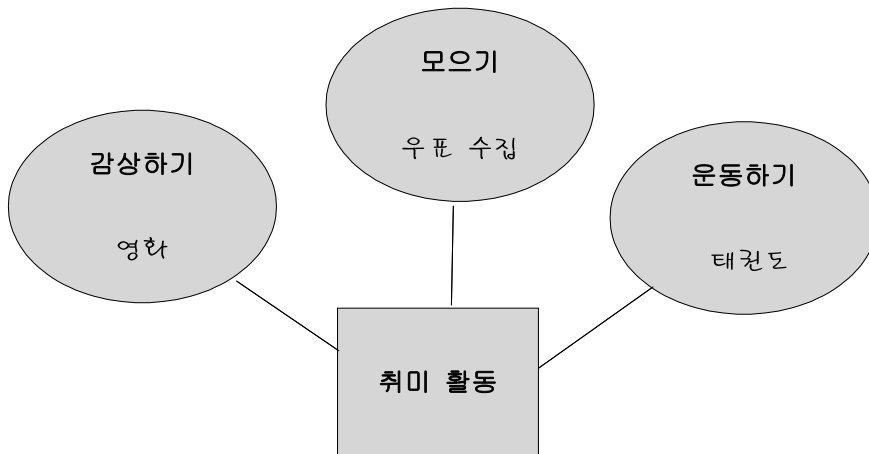 모으기
우표 수집
감상하기
영화
운동하기
태권도
취미 활동